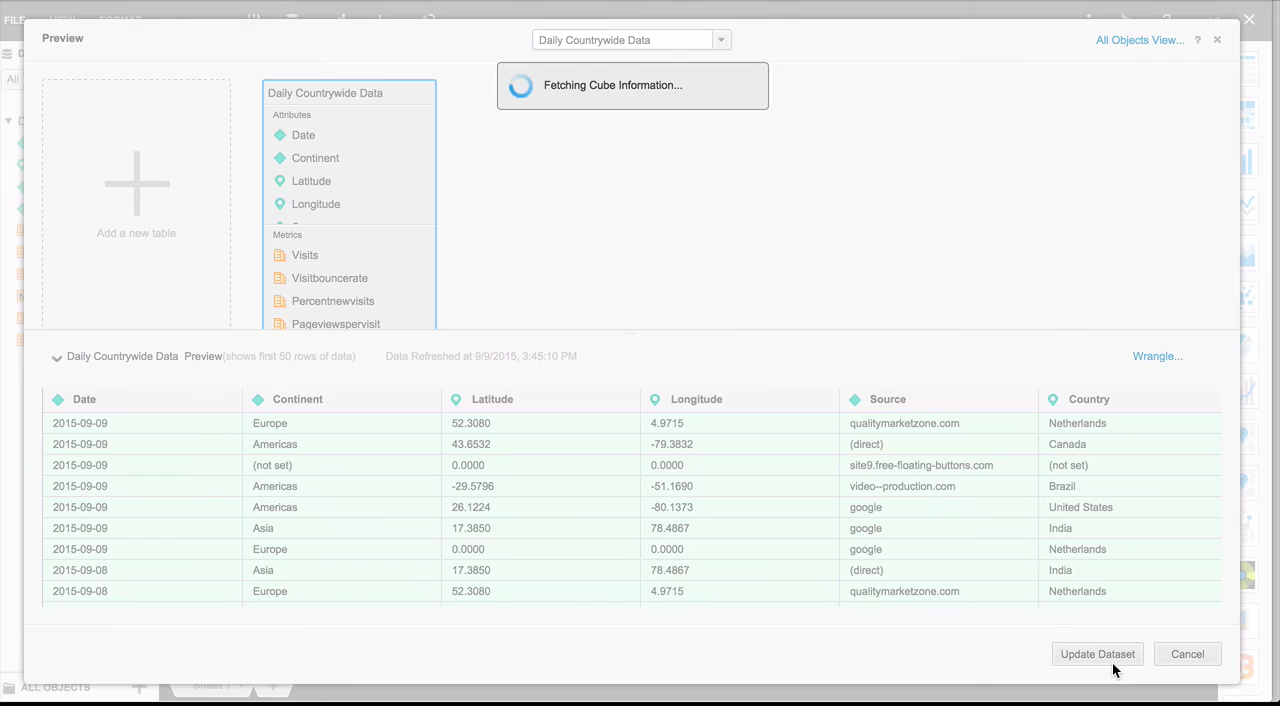 FILE VIEW FORMAT
Preview
Daily Countrywide Data
All Objects View... ?
All
Fetching Cube Information...
Add a new table
Daily Countrywide Data
Attributes
Date
Continent
Latitude
Longitude
Metrics
Visits
Visitbouncerate
Percentnewvisits
Pageviewspervisit
Daily Countrywide Data Preview(shows first 50 rows of data) Data Refreshed at 9/9/2015, 3:45:10 PM Wrangle...
Date Continent Latitude Longitude Source Country
2015-09-09 Europe 52.3080 4.9715 qualitymarketzone.com Netherlands
2015-09-09 Americas 43.6532 -79.3832 (direct) Canada
2015-09-09 (not set) 0.0000 0.0000 site9.free-floating-buttons.com (not set)
2015-09-09 Americas -29.5796 -51.1690 video--production.com Brazil
2015-09-09 Americas 26.1224 -80.1373 google United States
2015-09-09 Asia 17.3850 78.4867 google India
2015-09-09 Europe 0.0000 0.0000 google Netherlands
2015-09-08 Asia 17.3850 78.4867 (direct) India
2015-09-08 Europe 52.3080 4.9715 qualitymarketzone.com Netherlands
Update Dataset Cancel
ALL OBJECTS + Sheet 1 +